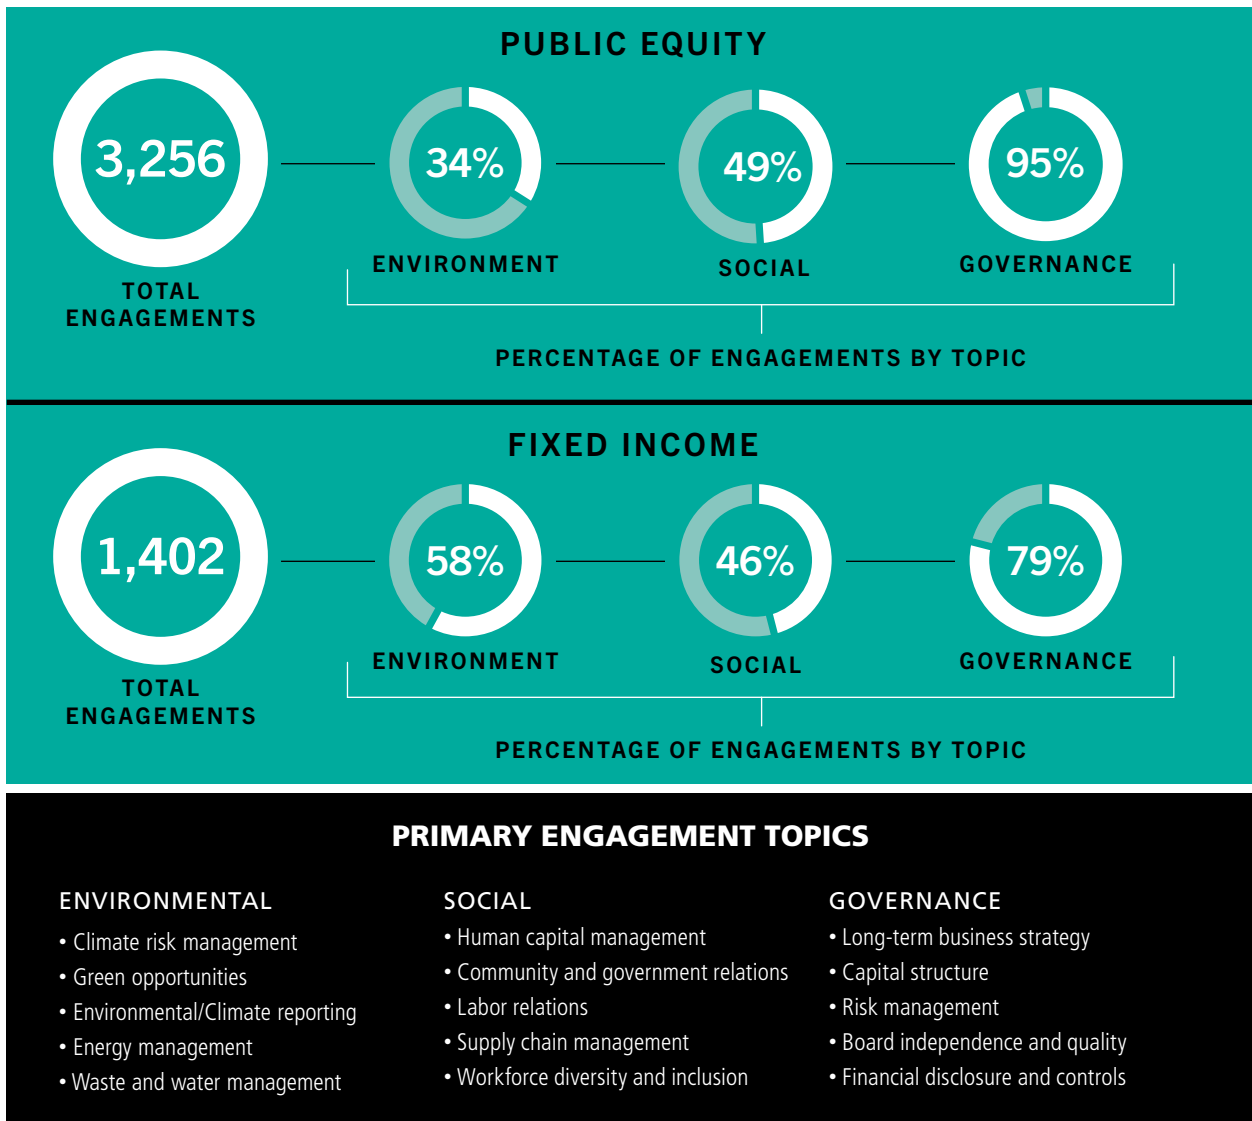 PUBLIC EQUITY
3,256
TOTAL
ENGAGEMENTS
34%
ENVIRONMENT
49%
SOCIAL
95%
GOVERNANCE
PERCENTAGE OF ENGAGEMENTS BY TOPIC
FIXED INCOME
1,402
TOTAL
ENGAGEMENTS
58%
ENVIRONMENT
46%
SOCIAL
79%
GOVERNANCE
PERCENTAGE OF ENGAGEMENTS BY TOPIC
PRIMARY ENGAGEMENT TOPICS
ENVIRONMENTAL
• Climate risk management
• Green opportunities
• Environmental/Climate reporting
• Energy management
• Waste and water management
SOCIAL
• Human capital management
• Community and government relations
• Labor relations
• Supply chain management
• Workforce diversity and inclusion
GOVERNANCE
• Long-term business strategy
• Capital structure
• Risk management
• Board independence and quality
• Financial disclosure and controls